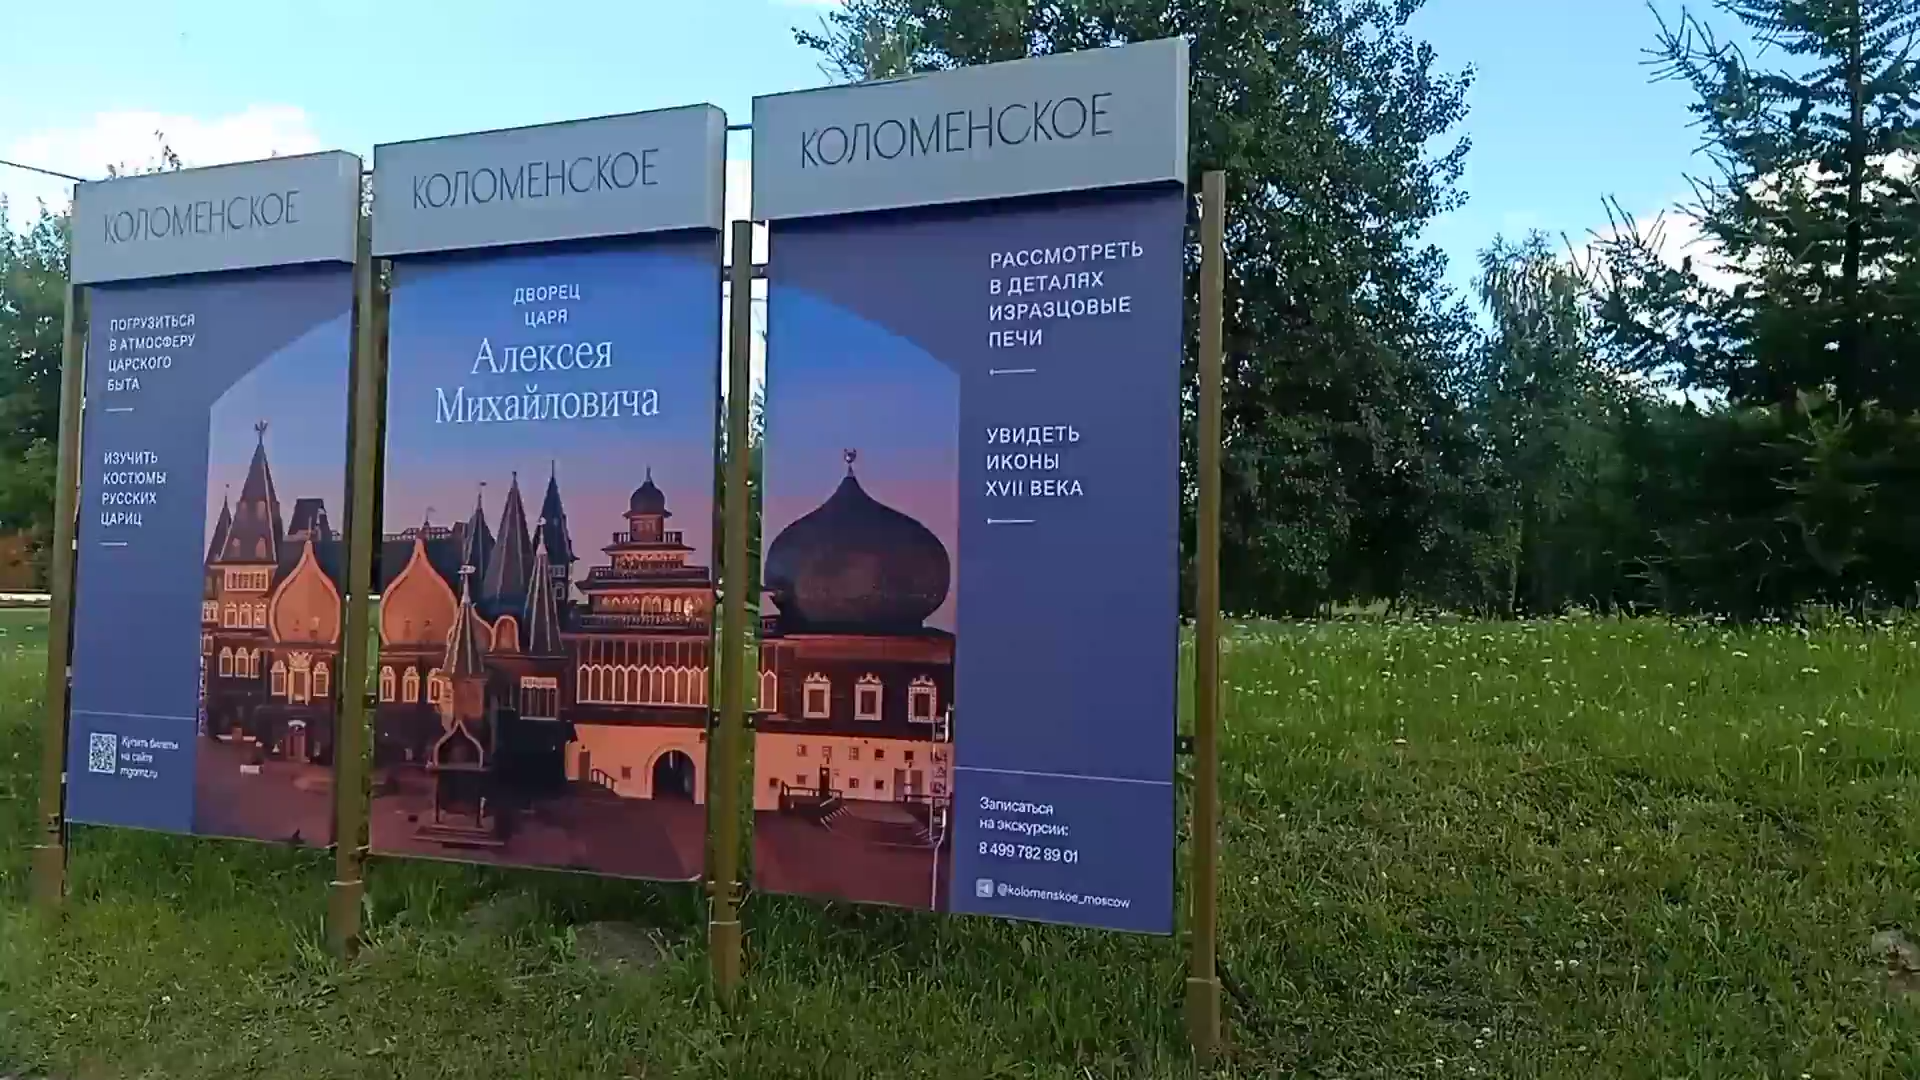 КОЛОМЕНСКОЕ
ПОГРУЗИТЬСЯ
В АТМОСФЕРУ
ЦАРСКОГО
БЫТА
ИЗУЧИТЬ
КОСТЮМЫ
РУССКИХ
ЦАРИЦ
Купить билеты
на сайте
mgomz.ru
КОЛОМЕНСКОЕ
ДВОРЕЦ
ЦАРЯ
Алексея
Михайловича
КОЛОМЕНСКОЕ
РАССМОТРЕТЬ
В ДЕТАЛЯХ
ИЗРАЗЦОВЫЕ
ПЕЧИ
УВИДЕТЬ
ИКОНЫ
XVII ВЕКА
Записаться
на экскурсии:
8 499 782 89 01
@kolomenskoe_moscow